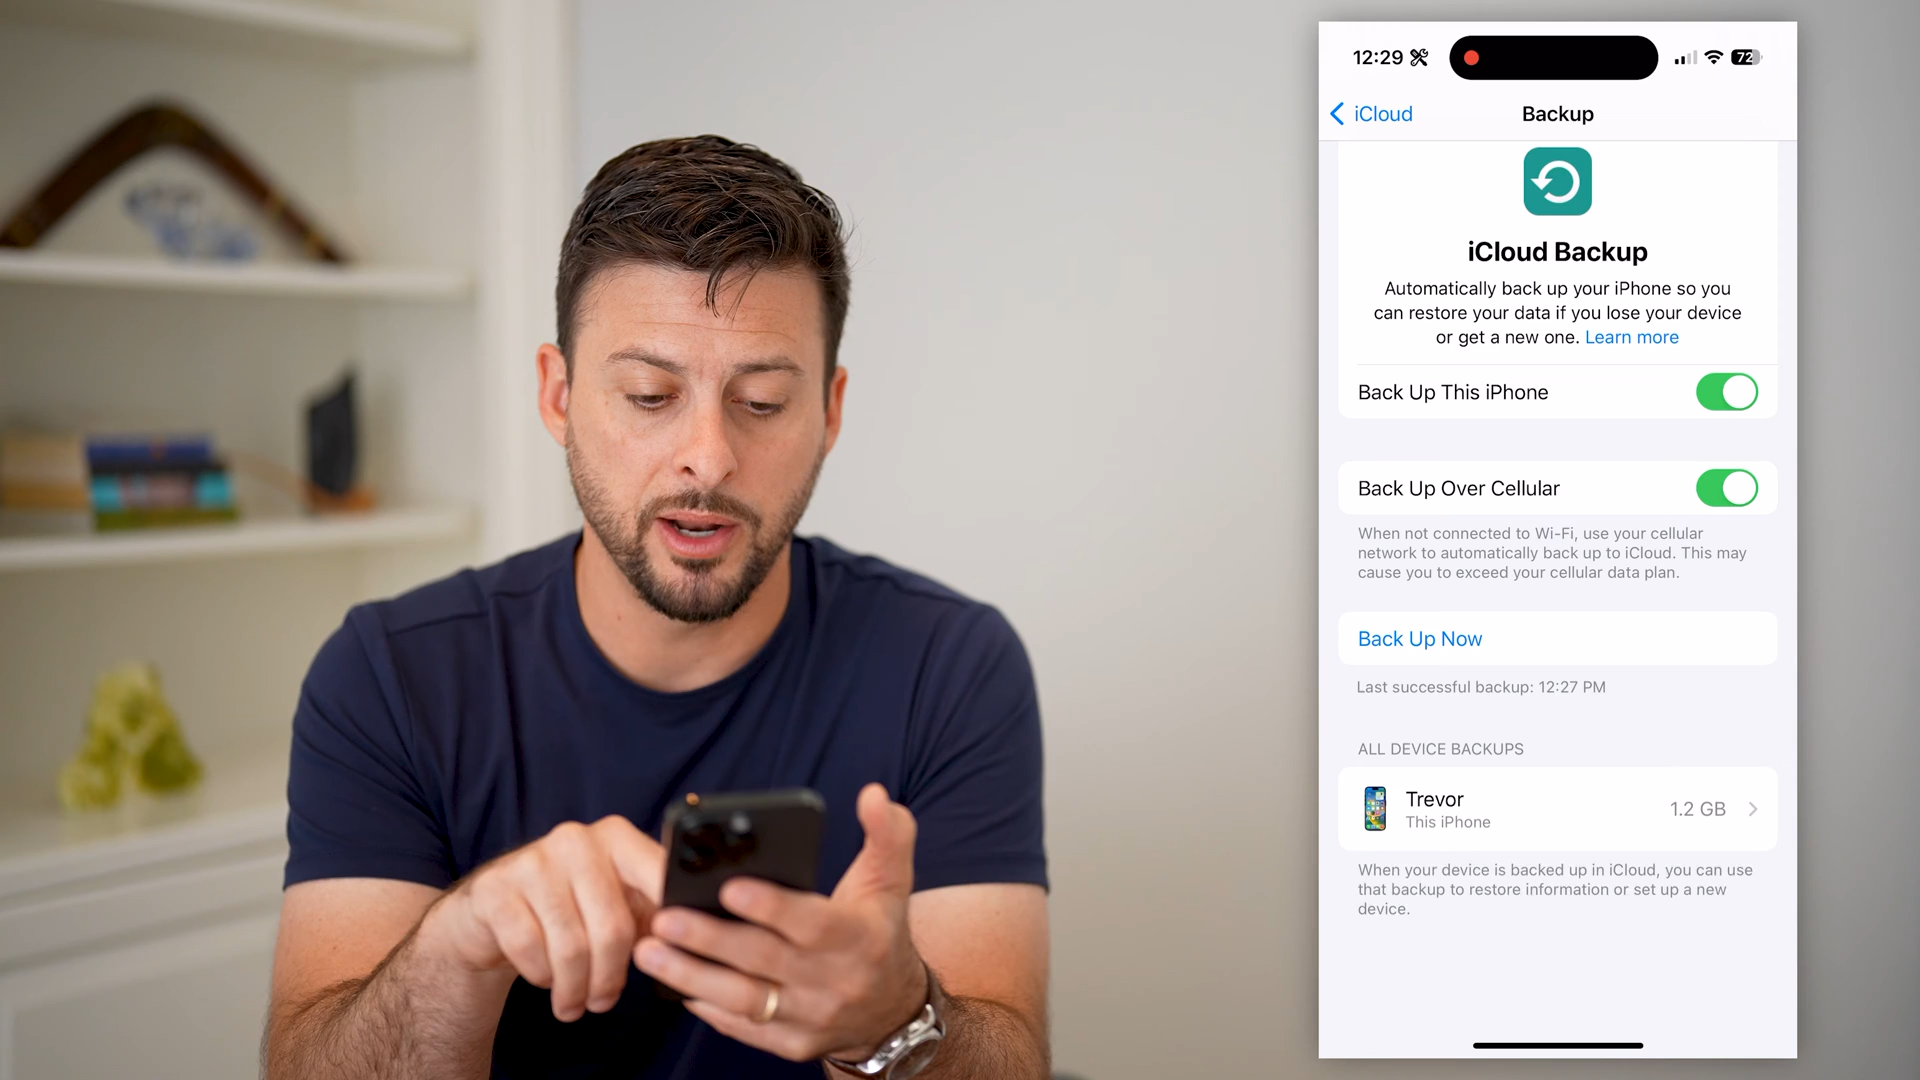 12:29
72
iCloud
Backup
iCloud Backup
Automatically back up your iPhone so you
can restore your data if you lose your device
or get a new one. Learn more
Back Up This iPhone
Back Up Over Cellular
When not connected to Wi-Fi, use your cellular
network to automatically back up to iCloud. This may
cause you to exceed your cellular data plan.
Back Up Now
Last successful backup: 12:27 PM
ALL DEVICE BACKUPS
Trevor
1.2 GB
This iPhone
When your device is backed up in iCloud, you can use
that backup to restore information or set up a new
device.